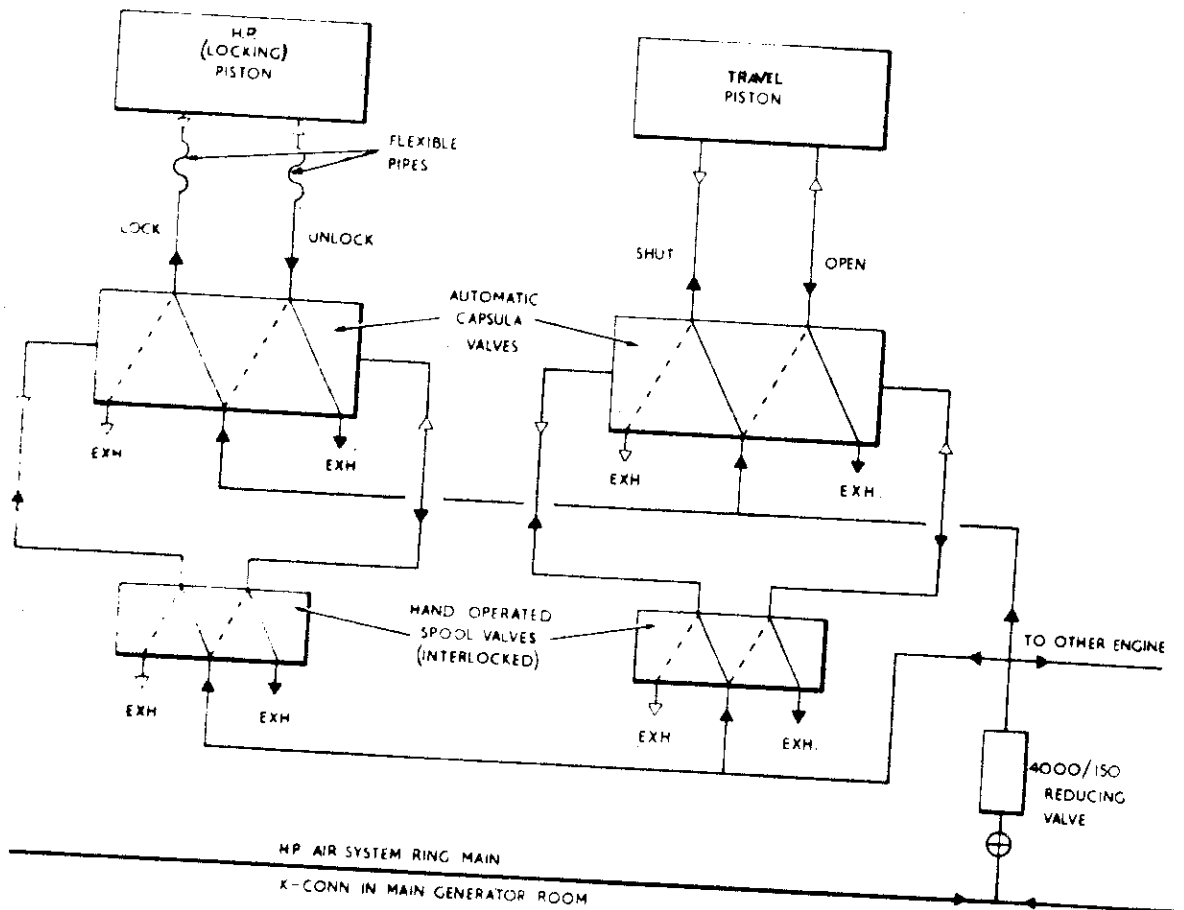 H.P.
(LOCKING)
PISTON
TRAVEL
PISTON
FLEXIBLE
PIPES
LOCK
UNLOCK
SHUT
OPEN
AUTOMATIC
CAPSULA
VALVES
EXH
EXH
EXH
EXH.
HAND OPERATED
SPOOL VALVES
(INTERLOCKED)
TO OTHER ENGINE
EXH
EXH
EXH
EXH.
4000/150
REDUCING
VALVE
HP AIR SYSTEM RING MAIN
X-CONN IN MAIN GENERATOR ROOM